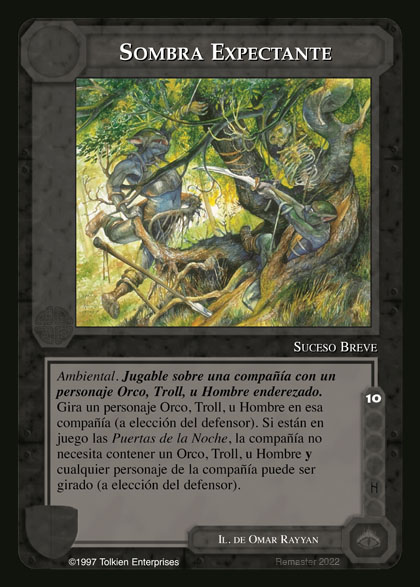 Sombra Expectante
Suceso Breve
Ambiental. Jugable sobre una compañía con un
personaje Orco, Troll, u Hombre enderezado.
Gira un personaje Orco, Troll, u Hombre en esa
compañía (a elección del defensor). Si están en
juego las Puertas de la Noche, la compañía no
necesita contener un Orco, Troll, u Hombre y
cualquier personaje de la compañía puede ser
girado (a elección del defensor).
10
H
Il. de Omar Rayyan
©1997 Tolkien Enterprises
Remaster 2022